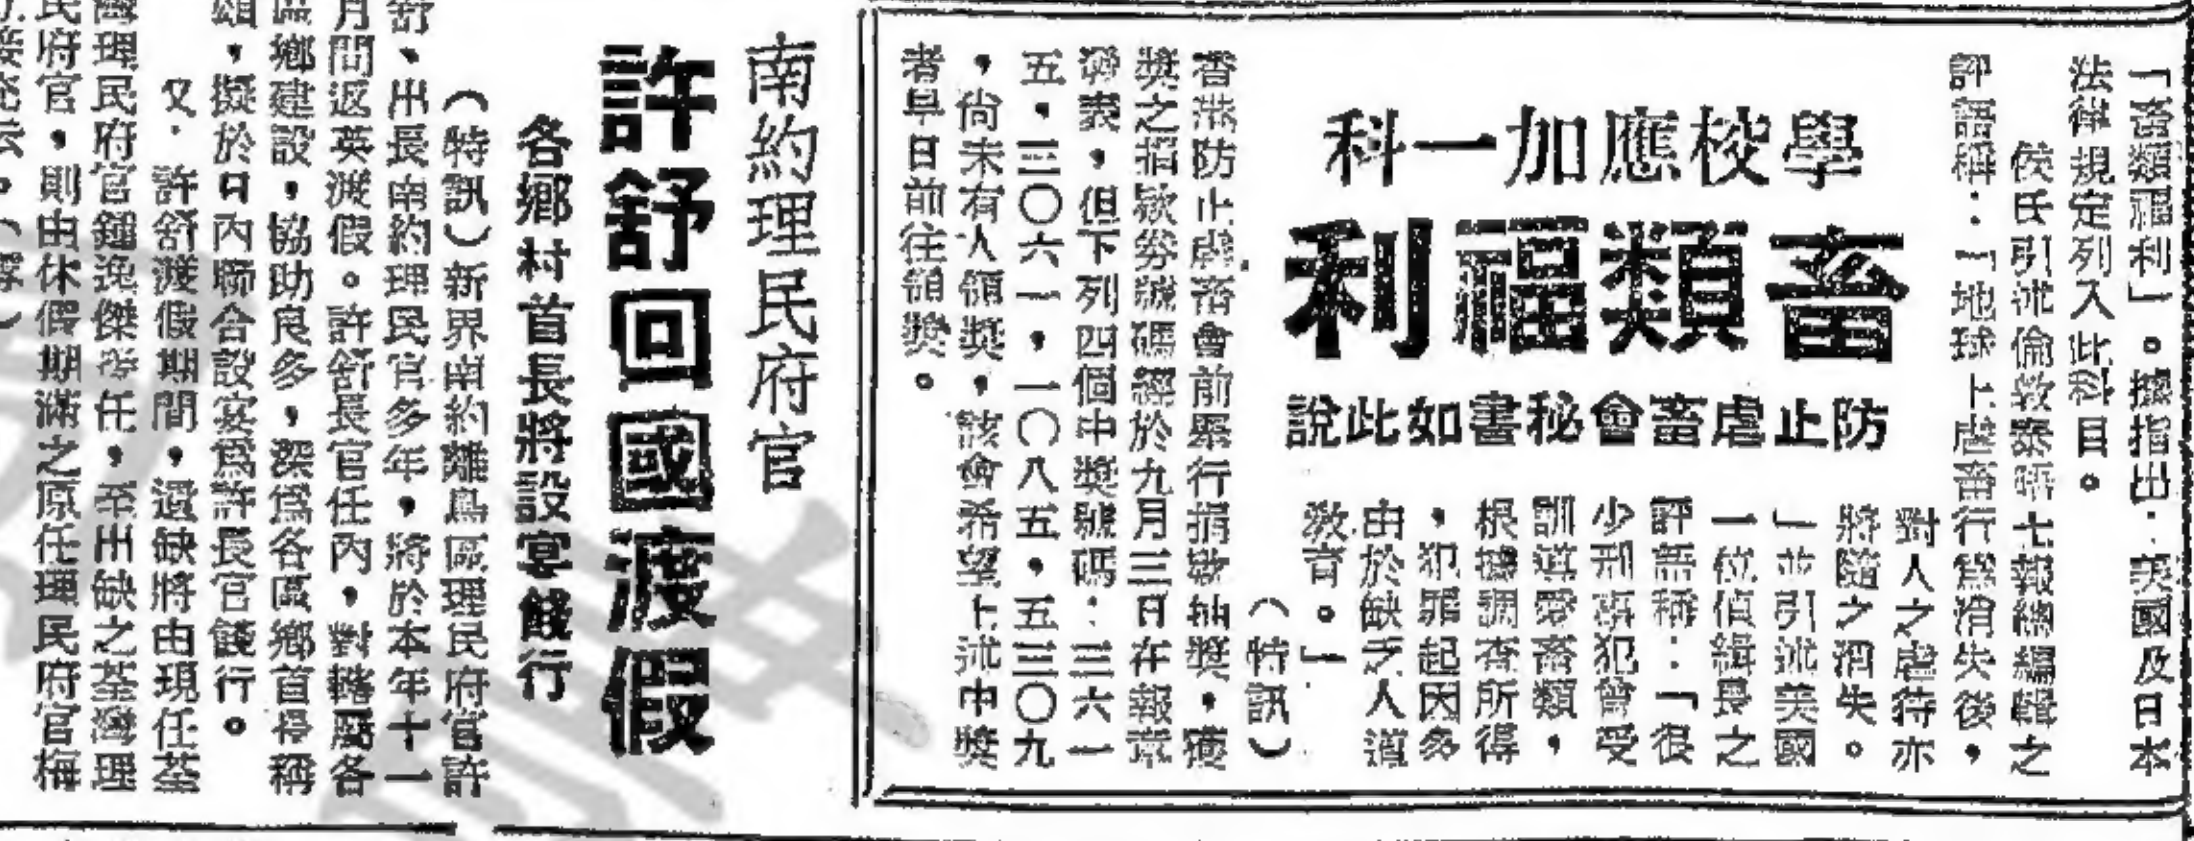 「畜類福利」。據指出：美國及日本
法律規定列入此科目。
侯氏引述倫敦泰晤士報總編輯之
評語稱：「地球上虐畜行爲消失後，
對人之虐待亦
將隨之消失。
」並引述美國
一位偵緝長之
評語稱：「很
少刑事犯曾受
訓導愛畜類，
根據調查所得
，犯罪起因多
由於缺乏人道
教育。」
（特訊）
學校應加一科
畜類福利
防止虐畜會秘書如此說
香港防止虐畜會前舉行捐款抽獎，獲
獎之招欵券號碼經於九月三日在報章
發表，但下列四個中獎號碼：三六一
五，三〇六一，一〇八五，五三〇九
，尚未有人領獎，該會希望上述中獎
者早日前往領獎。
南約理民府官
許舒回國渡假
各鄉村首長將設宴餞行
（特訊）新界南約離島區理民府官許
舒、出長南約理民官多年，將於本年十一
月間返英渡假。許舒長官任內，對轄屬各
區鄉建設，協助良多，深爲各區鄉首長稱
頌，擬於日內聯合設宴爲許長官餞行。
又，許舒渡假期間，遺缺將由現任荃
灣理民府官鍾逸傑考任，至出缺之荃灣理
民府官，則由休假期滿之原任理民府官梅